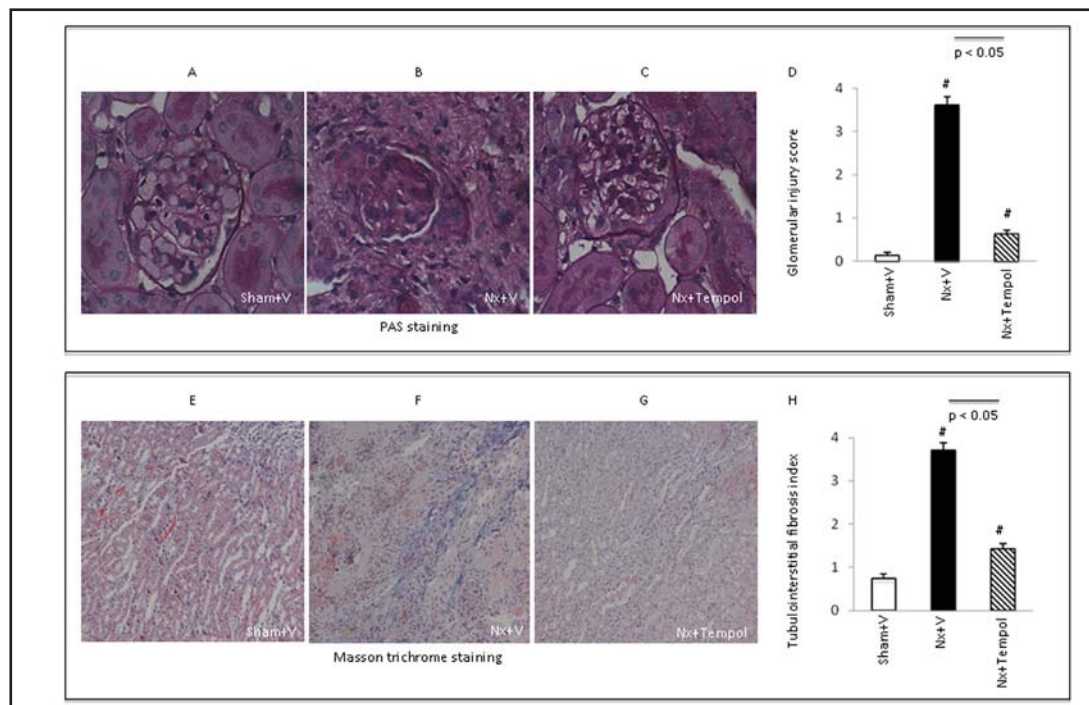 A
B
C
D
p < 0.05
Sham+V
Nx+V
Nx+Tempol
PAS staining
Glomerular injury score
4
3
2
1
0
#
#
Sham+V
Nx+V
Nx+Tempol
E
F
G
H
p < 0.05
Sham+V
Nx+V
Nx+Tempol
Masson trichrome staining
Tubulointerstitial fibrosis index
4
3
2
1
0
#
#
Sham+V
Nx+V
Nx+Tempol